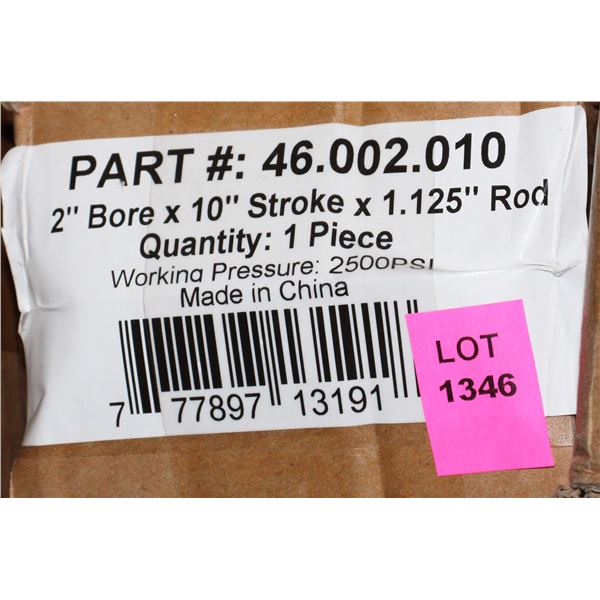 PART #: 46.002.010
2" Bore x 10" Stroke x 1.125" Rod
Quantity: 1 Piece
Working Pressure: 2500PSI
Made in China
7 77897 13191
LOT
1346